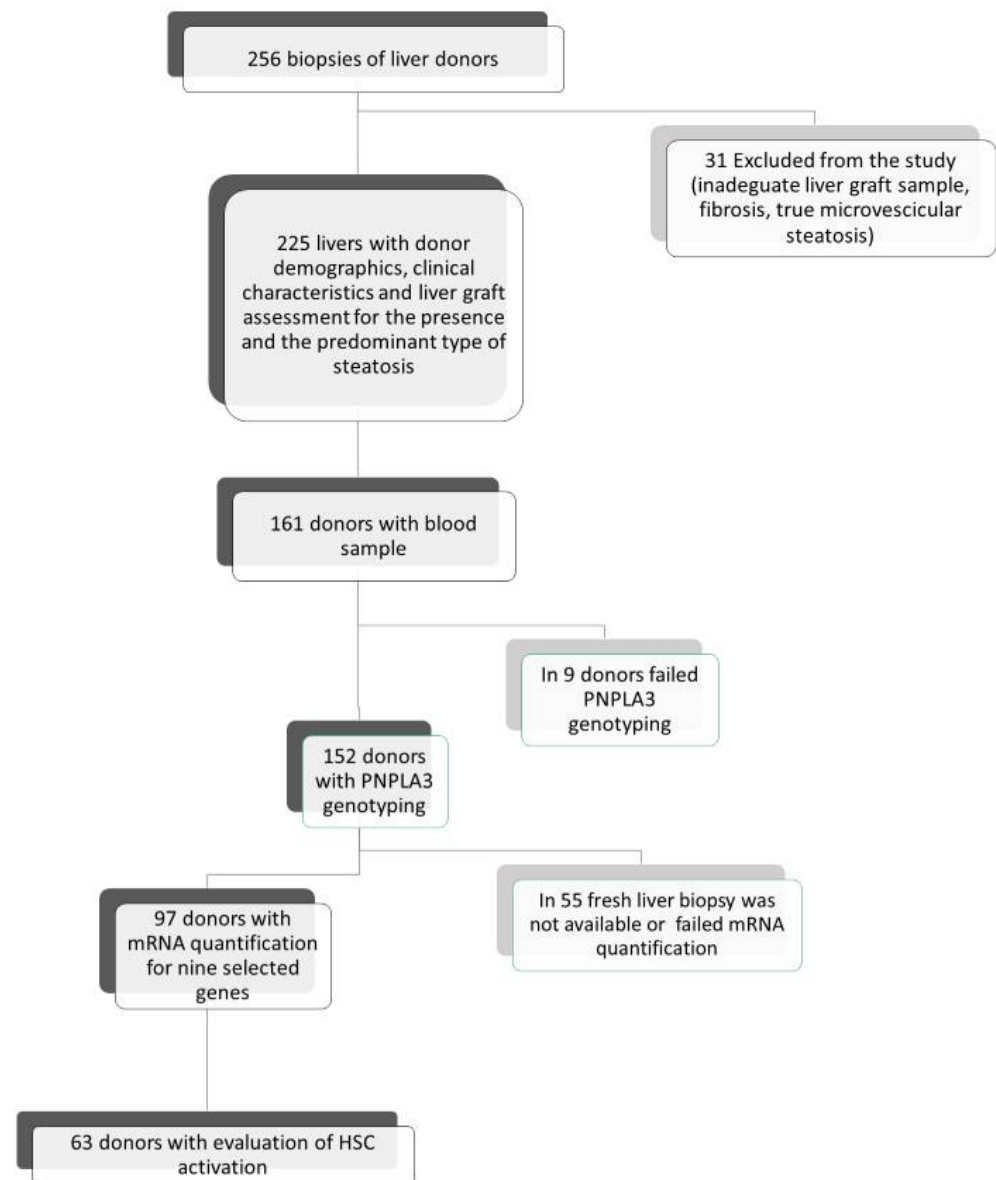 256 biopsies of liver donors
31 Excluded from the study
(inadeguate liver graft sample,
fibrosis, true microvescicular
steatosis)
225 livers with donor
demographics, clinical
characteristics and liver graft
assessment for the presence
and the predominant type of
steatosis
161 donors with blood
sample
In 9 donors failed
PNPLA3
genotyping
152 donors
with PNPLA3
genotyping
In 55 fresh liver biopsy was
not available or failed mRNA
quantification
97 donors with
mRNA quantification
for nine selected
genes
63 donors with evaluation of HSC
activation